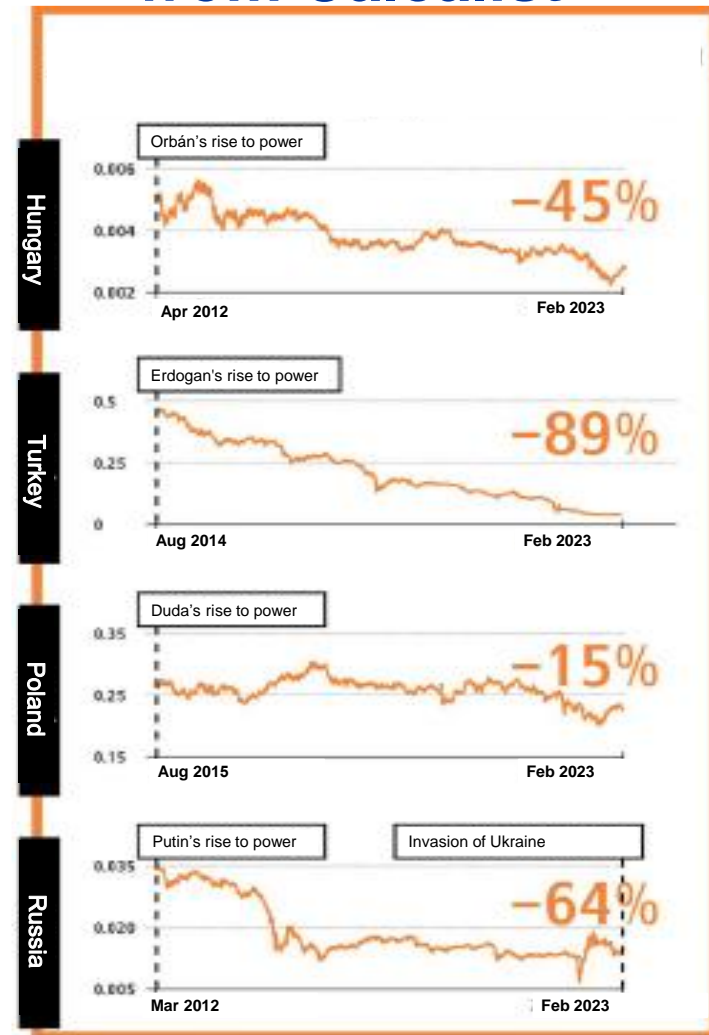 Hungary
Orbán's rise to power
0.006
−45%
0.004
0.002
Apr 2012
Feb 2023
Turkey
Erdogan's rise to power
0.5
−89%
0.25
0
Aug 2014
Feb 2023
Poland
Duda's rise to power
0.35
−15%
0.25
0.15
Aug 2015
Feb 2023
Russia
Putin's rise to power
Invasion of Ukraine
0.035
−64%
0.020
0.005
Mar 2012
Feb 2023